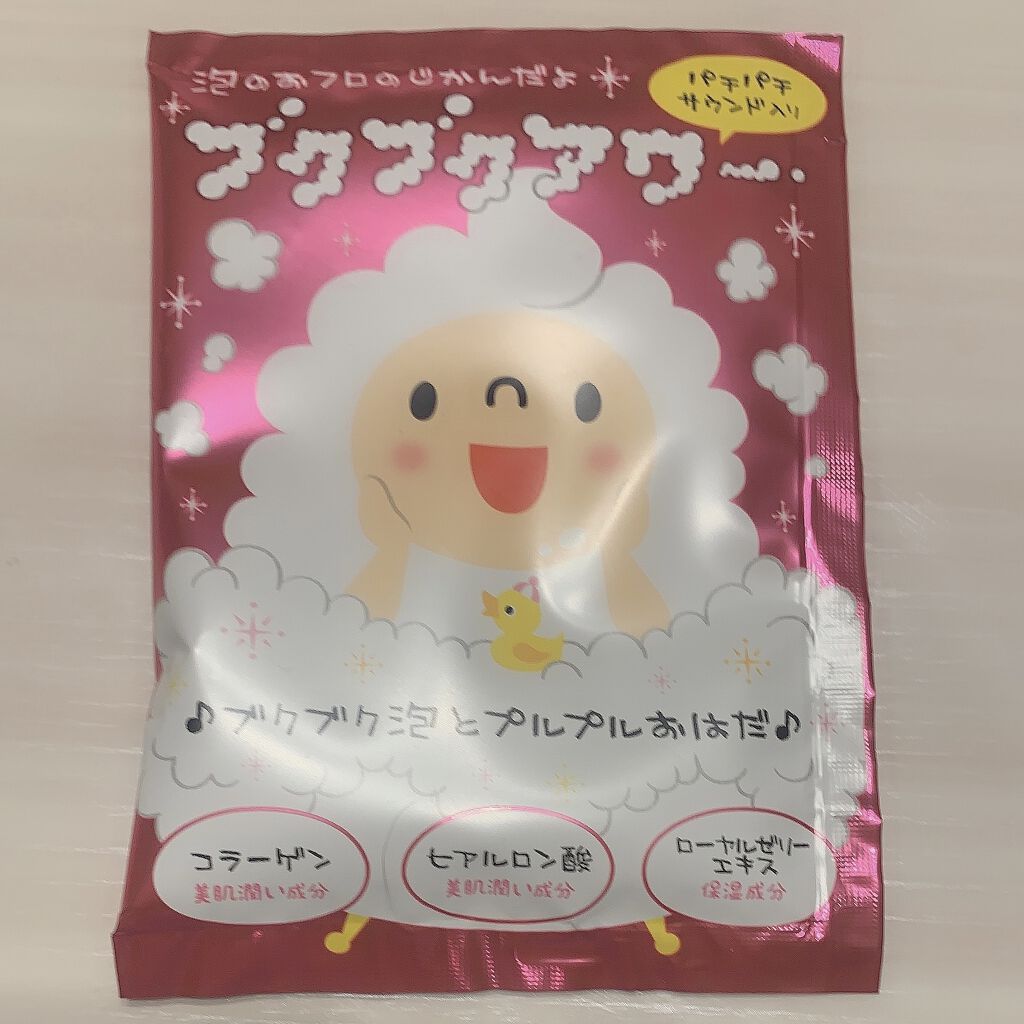 泡のおフロのじかんだよ
パチパチ
サウンド入り
ブクブクアワー
♪ブクブク泡とプルプルおはだ♪
コラーゲン
美肌潤い成分
ヒアルロン酸
美肌潤い成分
ローヤルゼリー
エキス
保湿成分